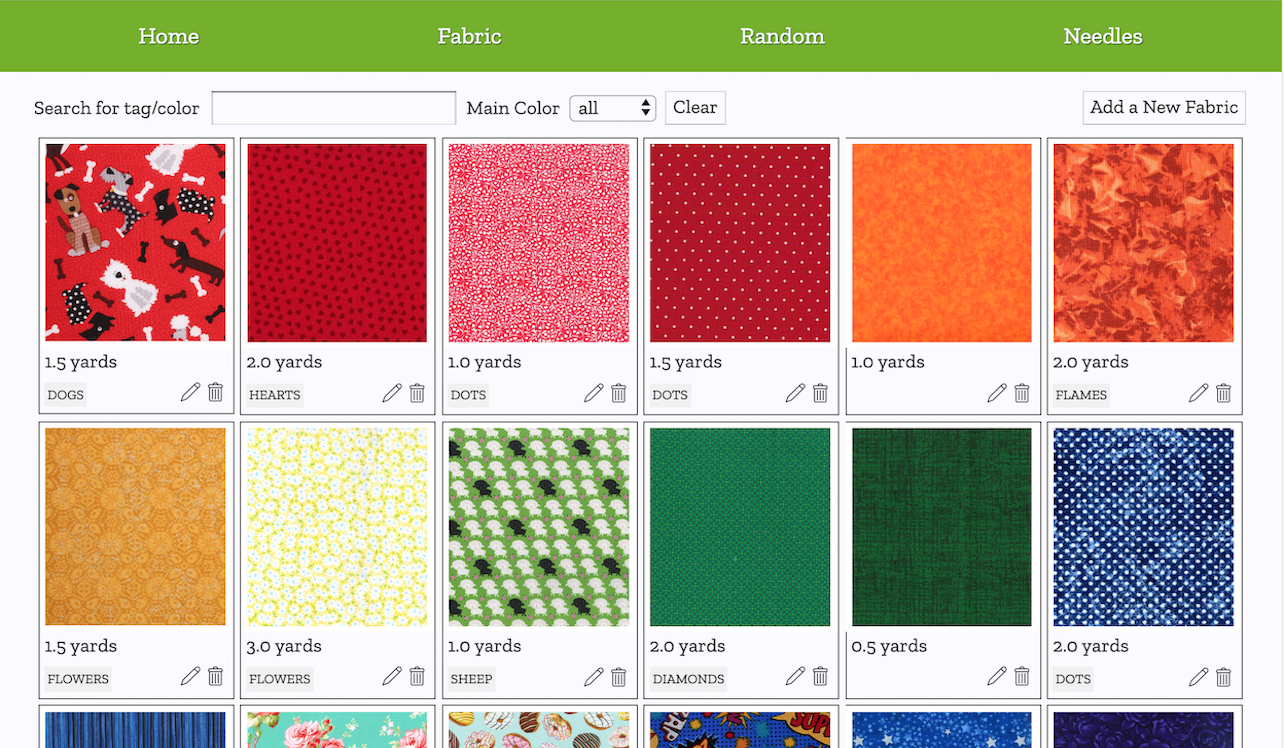 Home Fabric Random Needles
Search for tag/color Main Color all Clear Add a New Fabric
1.5 yards 2.0 yards 1.0 yards 1.5 yards 1.0 yards 2.0 yards
DOGS HEARTS DOTS DOTS FLAMES
1.5 yards 3.0 yards 1.0 yards 2.0 yards 0.5 yards 2.0 yards
FLOWERS FLOWERS SHEEP DIAMONDS DOTS